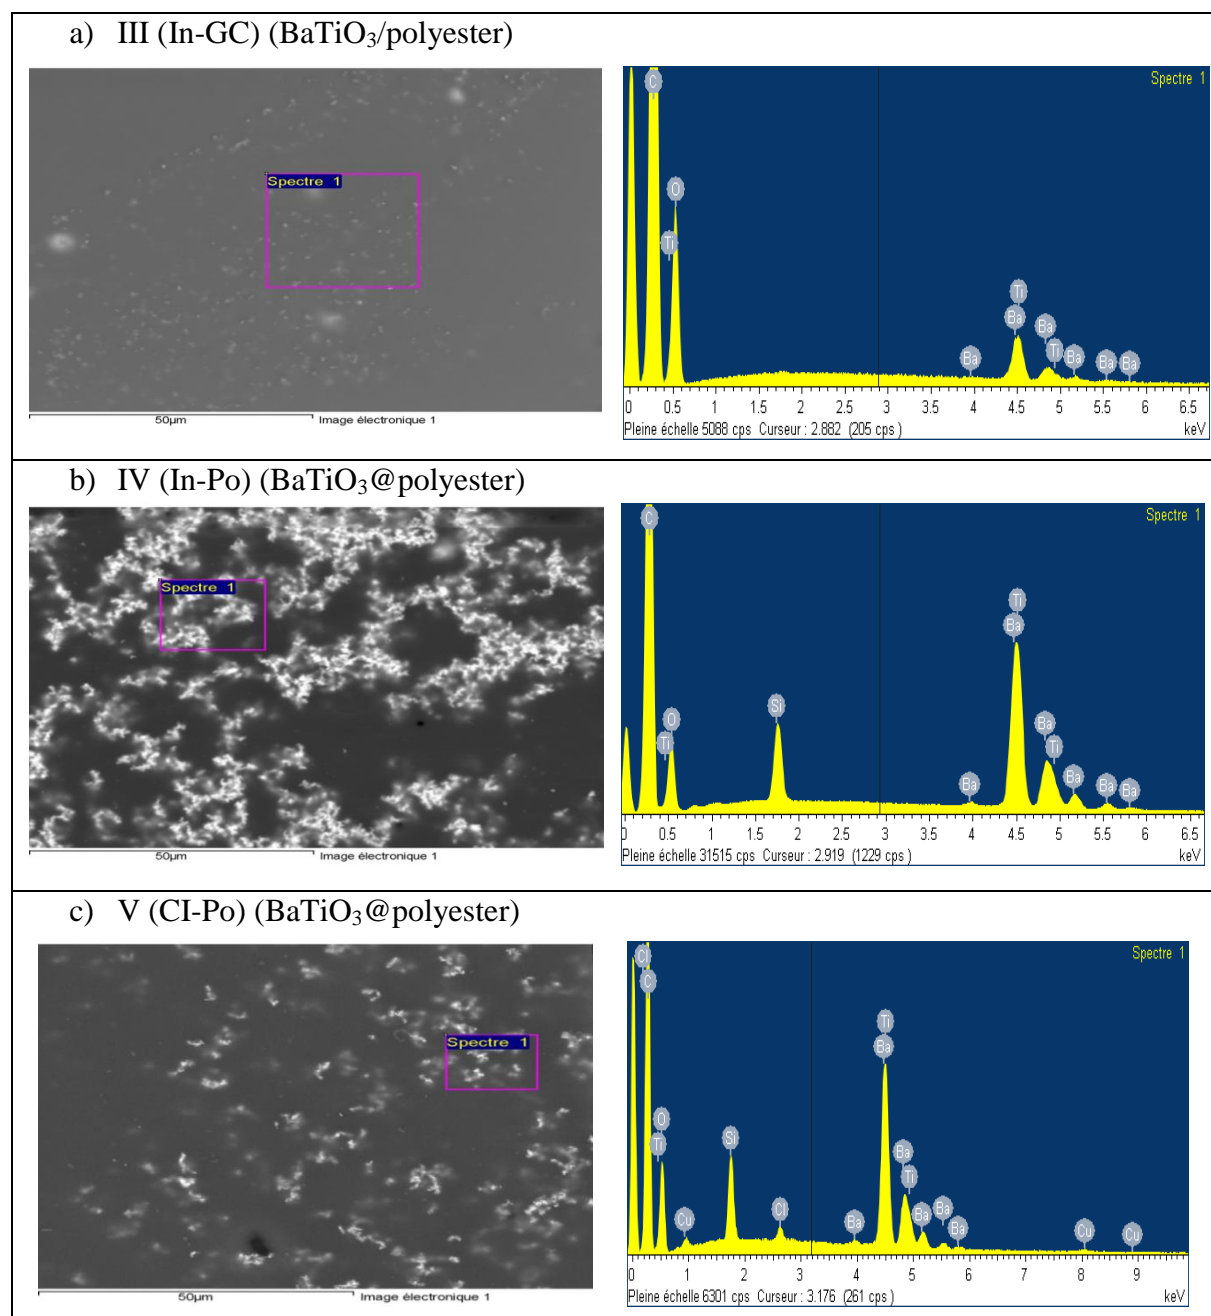 a) III (In-GC) (BaTiO₃/polyester)
Spectre 1
50µm
Image électronique 1
Spectre 1
C
O
Ti
Ti
Ba
Ba
Ba
Ti
Ba
Ba
Ba
0 0.5 1 1.5 2 2.5 3 3.5 4 4.5 5 5.5 6 6.5
Pleine échelle 5088 cps Curseur : 2.882 (205 cps )
keV
b) IV (In-Po) (BaTiO₃@polyester)
Spectre 1
50µm
Image électronique 1
Spectre 1
C
Ti
Ba
Si
O
Ti
Ba
Ti
Ba
Ba
Ba
Ba
0 0.5 1 1.5 2 2.5 3 3.5 4 4.5 5 5.5 6 6.5
Pleine échelle 31515 cps Curseur : 2.919 (1229 cps )
keV
c) V (CI-Po) (BaTiO₃@polyester)
Spectre 1
50µm
Image électronique 1
Spectre 1
Cl
C
Ti
Ba
O
Ti
Si
Ba
Ti
Cu
Cl
Ba
Ba
Ba
Ba
Cu
Cu
0 1 2 3 4 5 6 7 8 9
Pleine échelle 6301 cps Curseur : 3.176 (261 cps )
keV